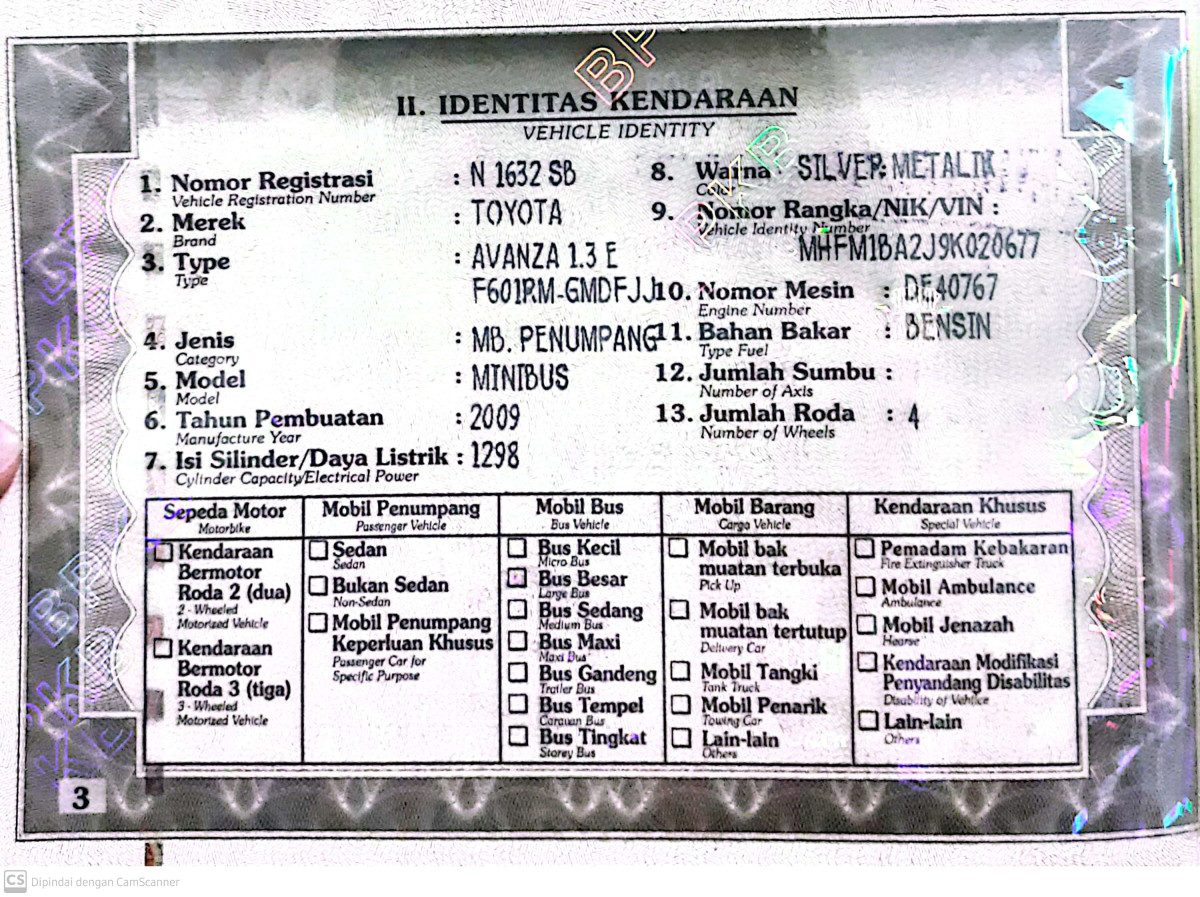 II. IDENTITAS KENDARAAN
VEHICLE IDENTITY
1. Nomor Registrasi : N 1632 SB
Vehicle Registration Number
2. Merek : TOYOTA
Brand
3. Type : AVANZA 1.3 E
Type
F601RM-GMDFJJ
4. Jenis : MB. PENUMPANG
Category
5. Model : MINIBUS
Model
6. Tahun Pembuatan : 2009
Manufacture Year
7. Isi Silinder/Daya Listrik : 1298
Cylinder Capacity/Electrical Power
8. Warna : SILVER METALIK
Color
9. Nomor Rangka/NIK/VIN :
Vehicle Identity Number
MHFM1BA2J9K020677
10. Nomor Mesin : DE40767
Engine Number
11. Bahan Bakar : BENSIN
Type Fuel
12. Jumlah Sumbu :
Number of Axis
13. Jumlah Roda : 4
Number of Wheels
Sepeda Motor
Motorbike
Kendaraan
Bermotor
Roda 2 (dua)
2 - Wheeled
Motorized Vehicle
Kendaraan
Bermotor
Roda 3 (tiga)
3 - Wheeled
Motorized Vehicle
Mobil Penumpang
Passenger Vehicle
Sedan
Sedan
Bukan Sedan
Non-Sedan
Mobil Penumpang
Keperluan Khusus
Passenger Car for
Specific Purpose
Mobil Bus
Bus Vehicle
Bus Kecil
Micro Bus
Bus Besar
Large Bus
Bus Sedang
Medium Bus
Bus Maxi
Maxi Bus
Bus Gandeng
Trailer Bus
Bus Tempel
Caravan Bus
Bus Tingkat
Storey Bus
Mobil Barang
Cargo Vehicle
Mobil bak
muatan terbuka
Pick Up
Mobil bak
muatan tertutup
Delivery Car
Mobil Tangki
Tank Truck
Mobil Penarik
Towing Car
Lain-lain
Others
Kendaraan Khusus
Special Vehicle
Pemadam Kebakaran
Fire Extinguisher Truck
Mobil Ambulance
Ambulance
Mobil Jenazah
Hearse
Kendaraan Modifikasi
Penyandang Disabilitas
Disability of Vehlice
Lain-lain
Others
3
CS Dipindai dengan CamScanner